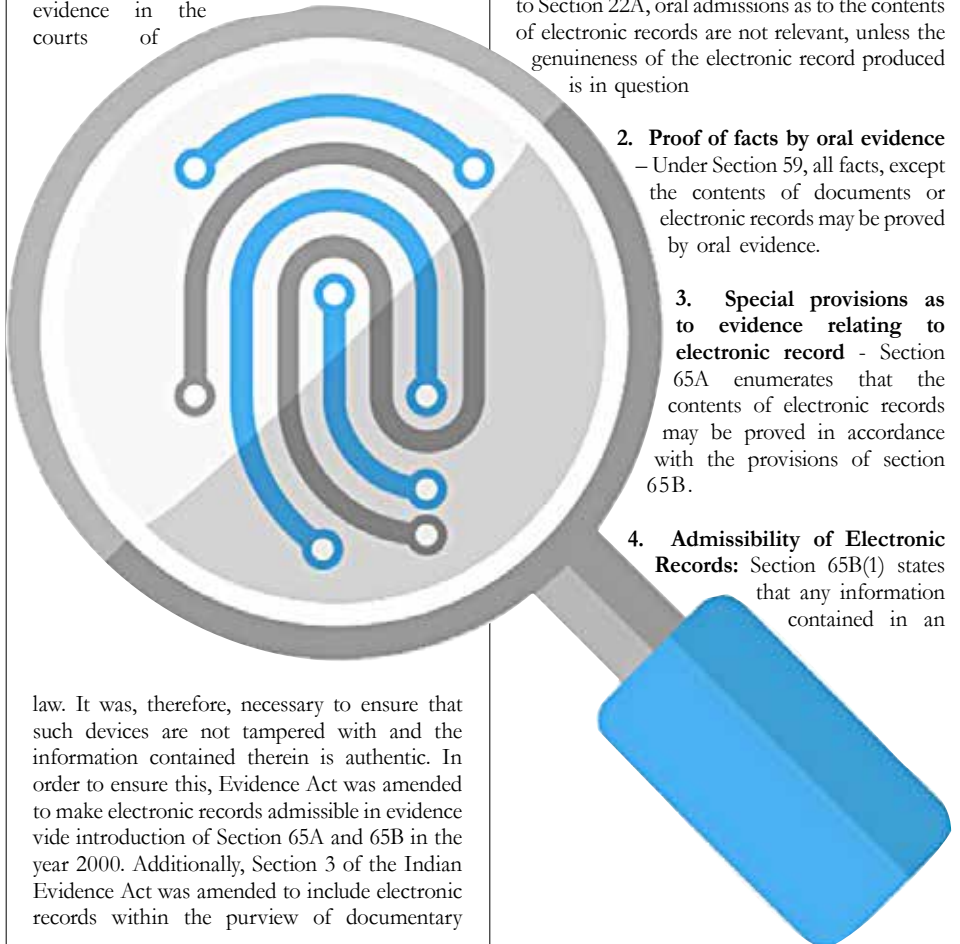 evidence in the
courts of
law. It was, therefore, necessary to ensure that
such devices are not tampered with and the
information contained therein is authentic. In
order to ensure this, Evidence Act was amended
to make electronic records admissible in evidence
vide introduction of Section 65A and 65B in the
year 2000. Additionally, Section 3 of the Indian
Evidence Act was amended to include electronic
records within the purview of documentary
to Section 22A, oral admissions as to the contents
of electronic records are not relevant, unless the
genuineness of the electronic record produced
is in question
2. Proof of facts by oral evidence
– Under Section 59, all facts, except
the contents of documents or
electronic records may be proved
by oral evidence.
3. Special provisions as
to evidence relating to
electronic record - Section
65A enumerates that the
contents of electronic records
may be proved in accordance
with the provisions of section
65B.
4. Admissibility of Electronic
Records: Section 65B(1) states
that any information
contained in an